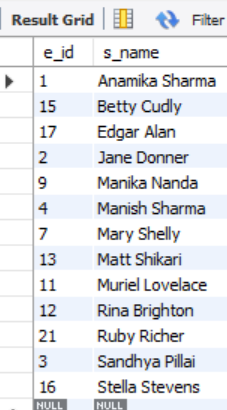 Result Grid Filter
e_id s_name
1 Anamika Sharma
15 Betty Cudly
17 Edgar Alan
2 Jane Donner
9 Manika Nanda
4 Manish Sharma
7 Mary Shelly
13 Matt Shikari
11 Muriel Lovelace
12 Rina Brighton
21 Ruby Richer
3 Sandhya Pillai
16 Stella Stevens
NULL NULL